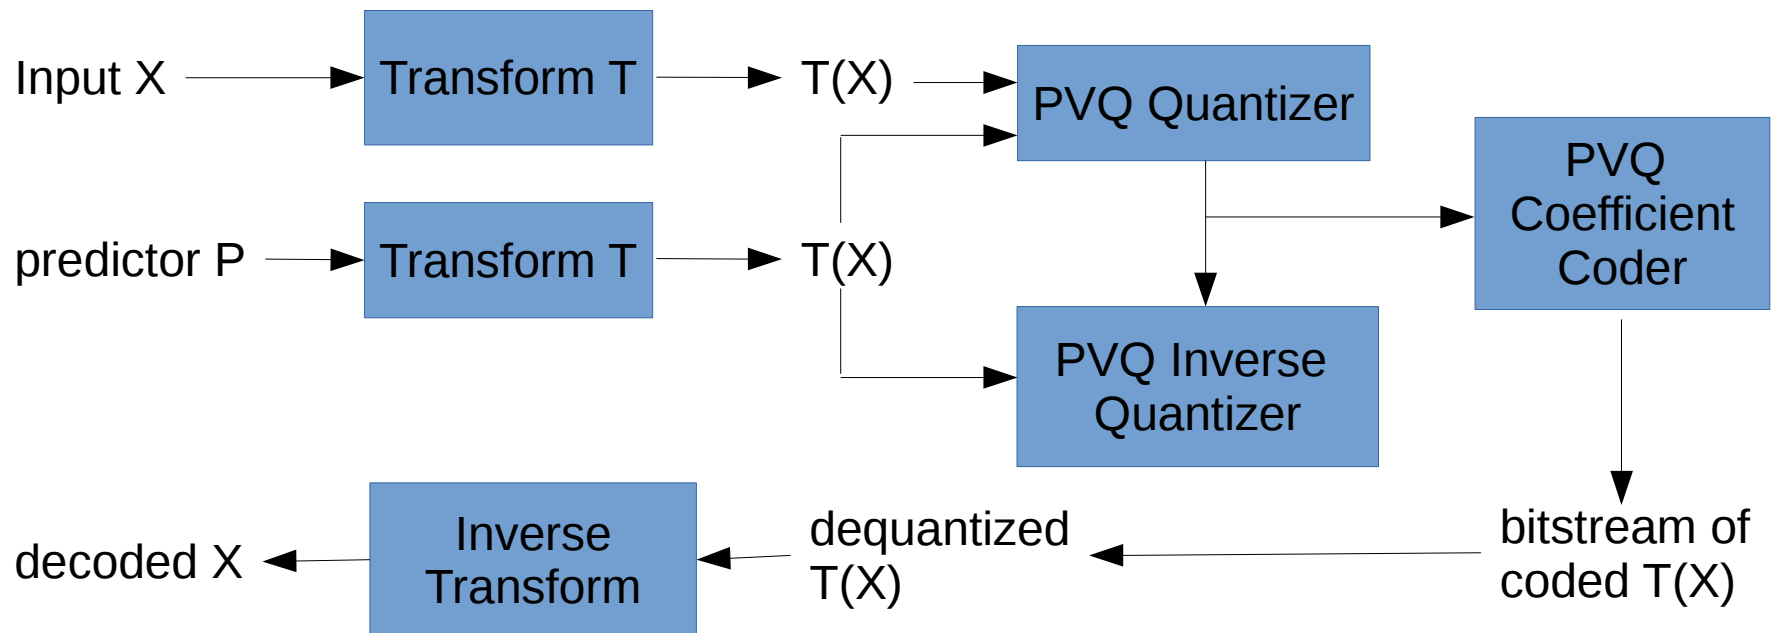 Input X
Transform T
T(X)
PVQ Quantizer
PVQ
Coefficient
Coder
predictor P
Transform T
T(X)
PVQ Inverse
Quantizer
decoded X
Inverse
Transform
dequantized
T(X)
bitstream of
coded T(X)